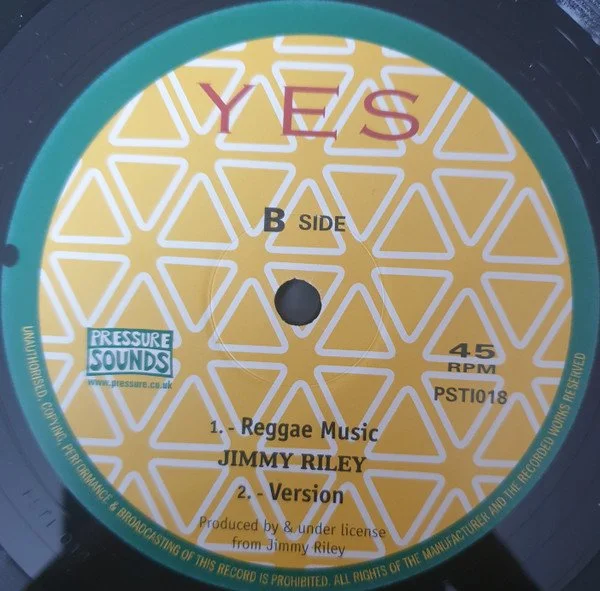 YES
B SIDE
PRESSURE
SOUNDS
www.pressure.co.uk
45
RPM
PSTI018
1. - Reggae Music
JIMMY RILEY
2. - Version
Produced by & under license
from Jimmy Riley
UNAUTHORISED, COPYING, PERFORMANCE & BROADCASTING OF THIS RECORD IS PROHIBITED. ALL RIGHTS OF THE MANUFACTURER AND THE RECORDED WORKS RESERVED